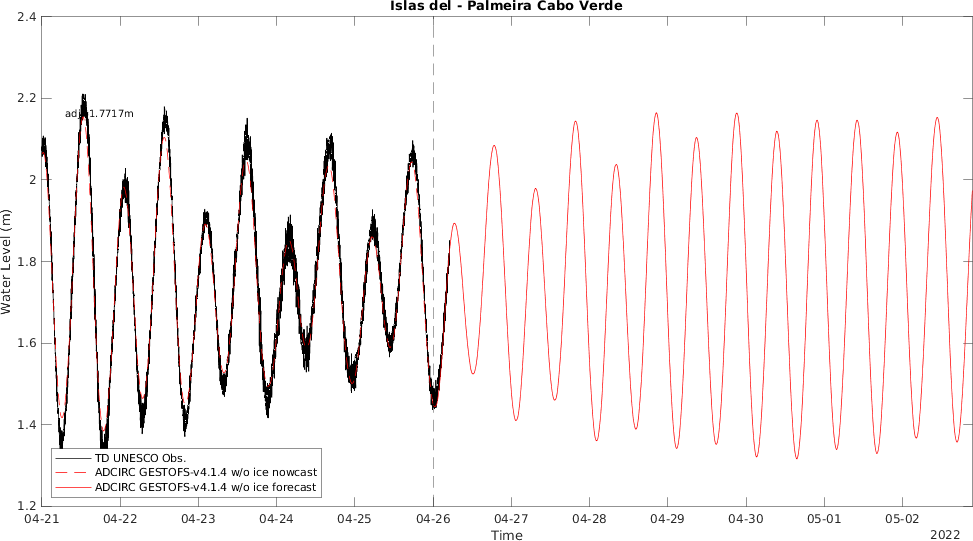 Islas del - Palmeira Cabo Verde
2.4
2.2
2
1.8
1.6
1.4
1.2
Water Level (m)
1.7717m
TD UNESCO Obs.
ADCIRC GESTOFS-v4.1.4 w/o ice nowcast
ADCIRC GESTOFS-v4.1.4 w/o ice forecast
04-21 04-22 04-23 04-24 04-25 04-26 04-27 04-28 04-29 04-30 05-01 05-02
Time
2022